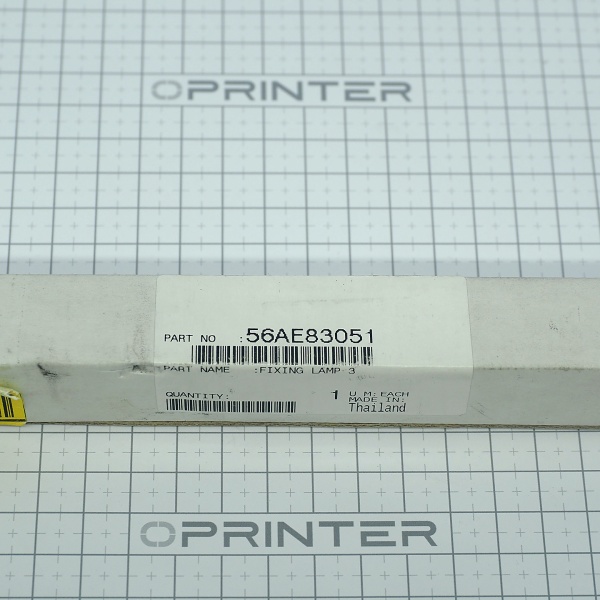 OPRINTER
PART NO :56AE83051
PART NAME :FIXING LAMP 3
QUANTITY: 1 U.M: EACH
MADE IN:
Thailand
OPRINTER